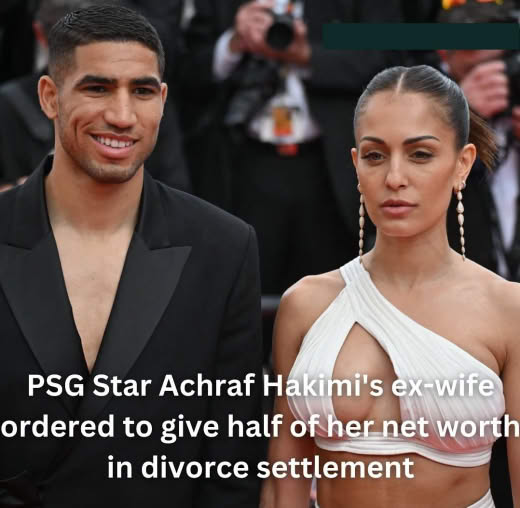 PSG Star Achraf Hakimi's ex-wife
ordered to give half of her net worth
in divorce settlement